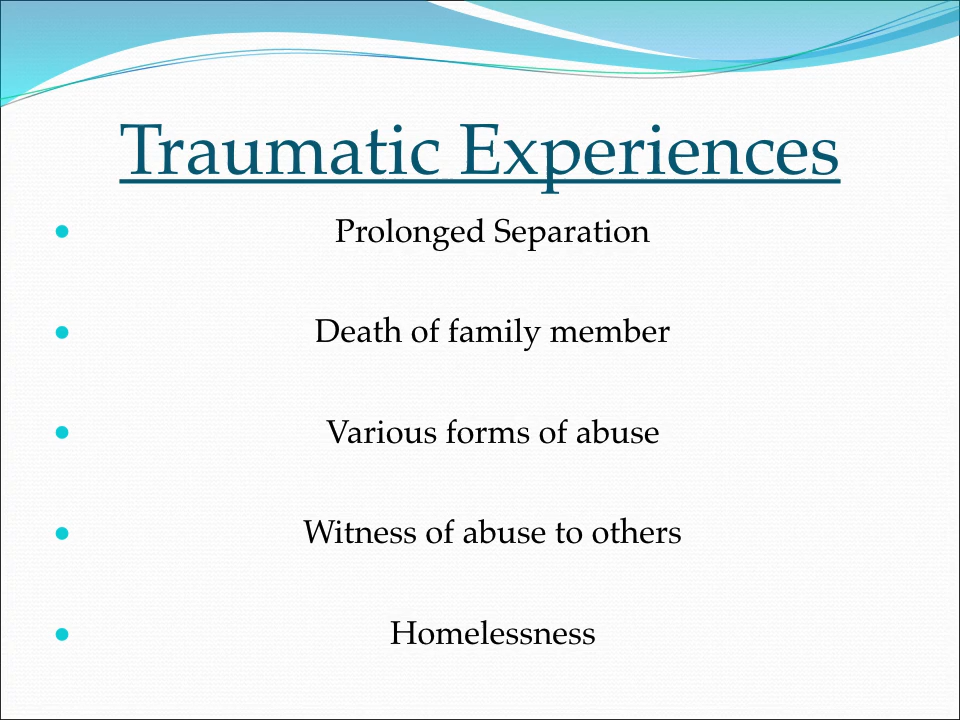 Traumatic Experiences
• Prolonged Separation
• Death of family member
• Various forms of abuse
• Witness of abuse to others
• Homelessness